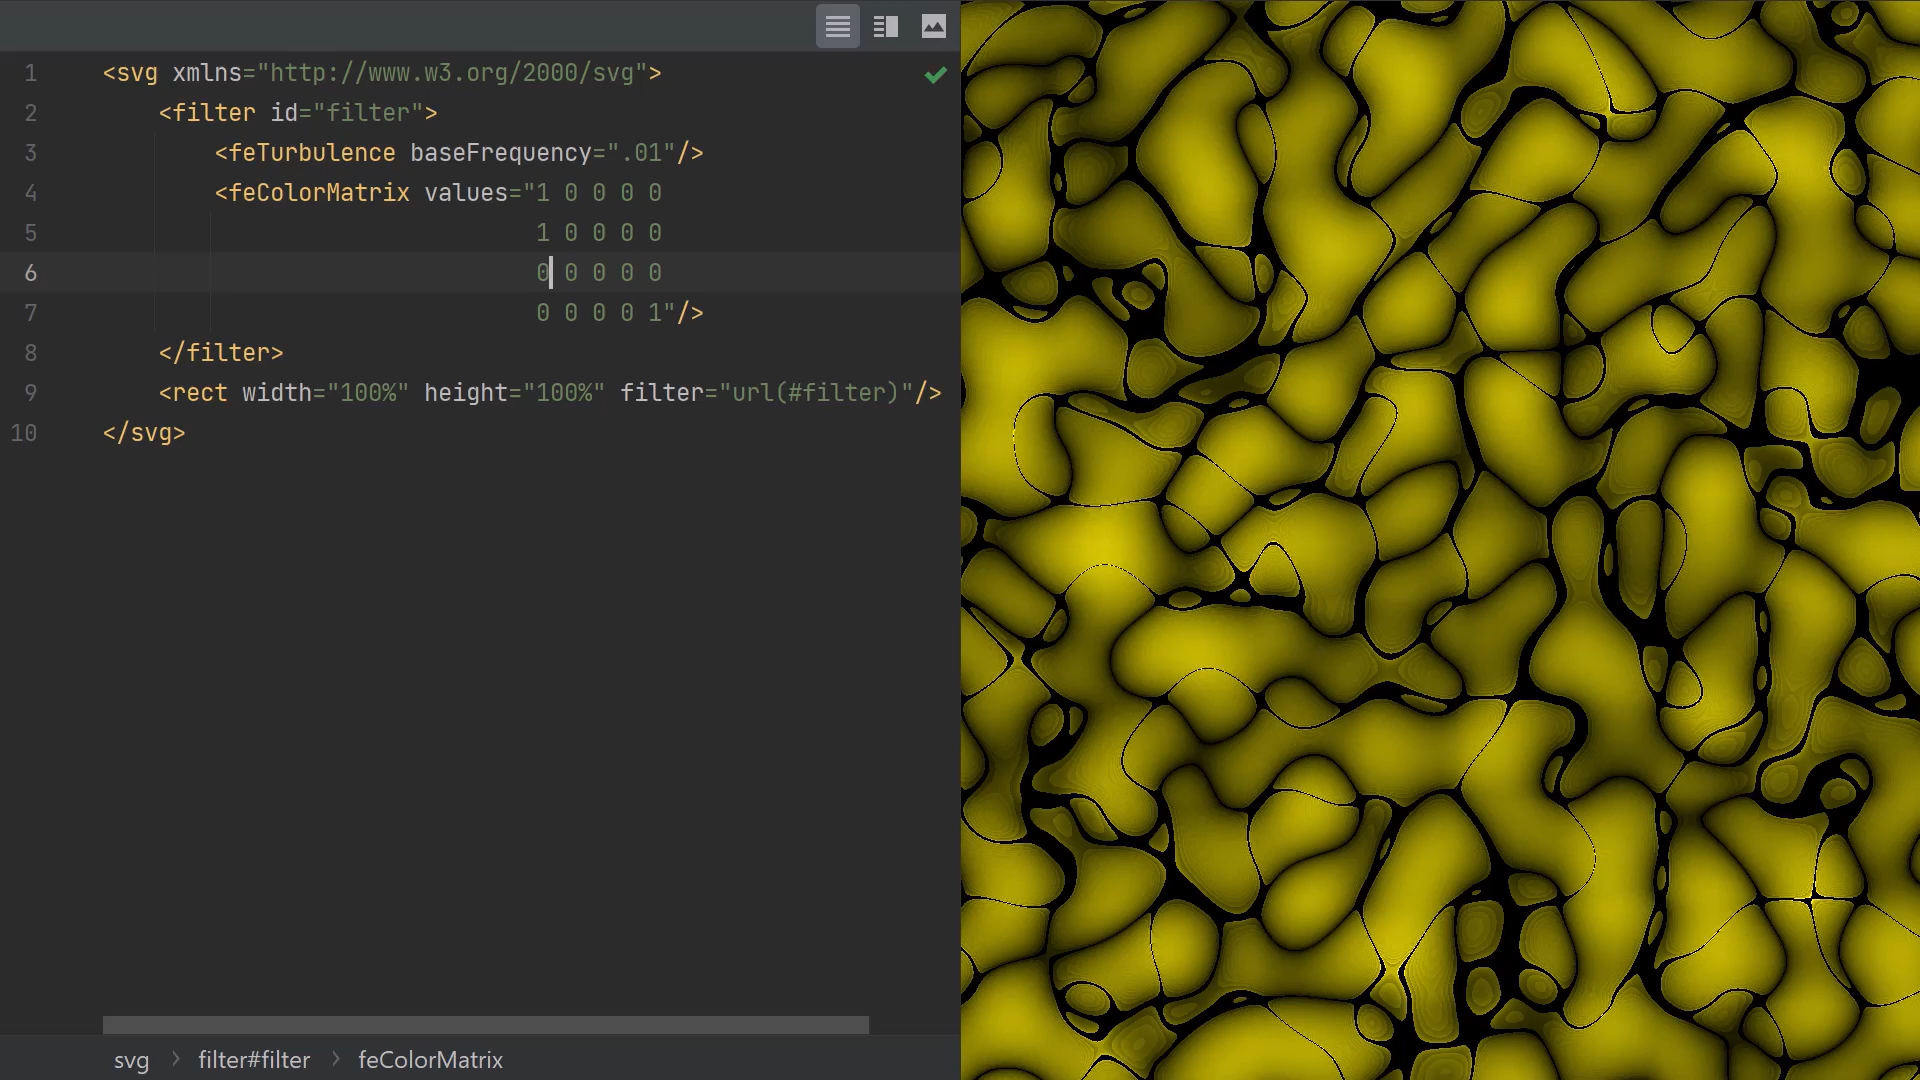 1 <svg xmlns="http://www.w3.org/2000/svg">
2 <filter id="filter">
3 <feTurbulence baseFrequency=".01"/>
4 <feColorMatrix values="1 0 0 0 0
5 1 0 0 0 0
6 0 0 0 0 0
7 0 0 0 0 1"/>
8 </filter>
9 <rect width="100%" height="100%" filter="url(#filter)"/>
10 </svg>
svg > filter#filter > feColorMatrix